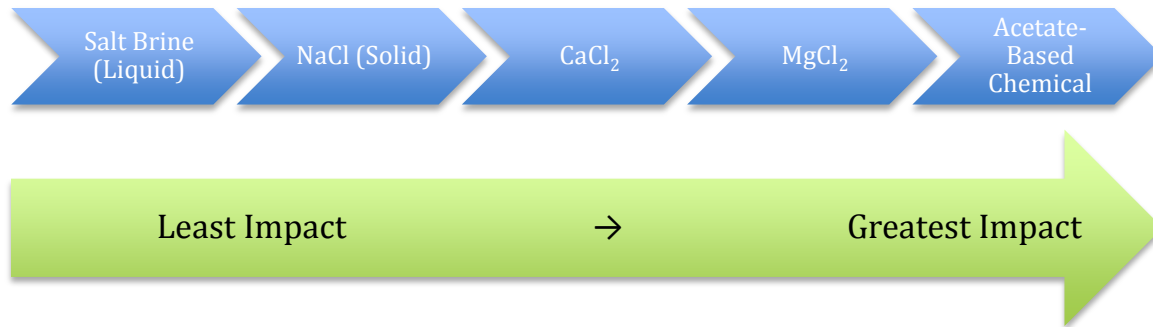 Salt Brine
(Liquid)
NaCl (Solid)
CaCl₂
MgCl₂
Acetate-
Based
Chemical
Least Impact → Greatest Impact